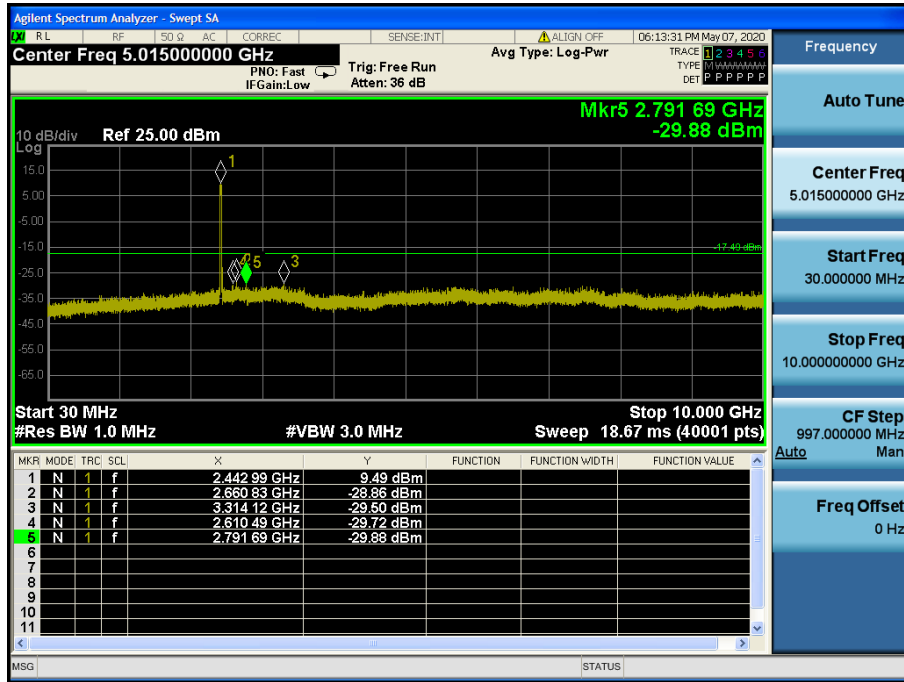 Agilent Spectrum Analyzer - Swept SA
LXI RL RF 50 Ω AC CORREC SENSE:INT ALIGN OFF 06:13:31 PM May 07, 2020
Center Freq 5.015000000 GHz
PNO: Fast
IFGain:Low
Trig: Free Run
Atten: 36 dB
Avg Type: Log-Pwr
TRACE 1 2 3 4 5 6
TYPE M W W W W W
DET P P P P P P
Mkr5 2.791 69 GHz
-29.88 dBm
10 dB/div Ref 25.00 dBm
Log
15.0
5.00
-5.00
-15.0
-25.0
-35.0
-45.0
-55.0
-65.0
1
4 2 5 3
-17.49 dBm
Start 30 MHz Stop 10.000 GHz
#Res BW 1.0 MHz #VBW 3.0 MHz Sweep 18.67 ms (40001 pts)
MKR MODE TRC SCL X Y FUNCTION FUNCTION WIDTH FUNCTION VALUE
1 N 1 f 2.442 99 GHz 9.49 dBm
2 N 1 f 2.660 83 GHz -28.86 dBm
3 N 1 f 3.314 12 GHz -29.50 dBm
4 N 1 f 2.610 49 GHz -29.72 dBm
5 N 1 f 2.791 69 GHz -29.88 dBm
6
7
8
9
10
11
MSG STATUS
Frequency
Auto Tune
Center Freq
5.015000000 GHz
Start Freq
30.000000 MHz
Stop Freq
10.000000000 GHz
CF Step
997.000000 MHz
Auto Man
Freq Offset
0 Hz